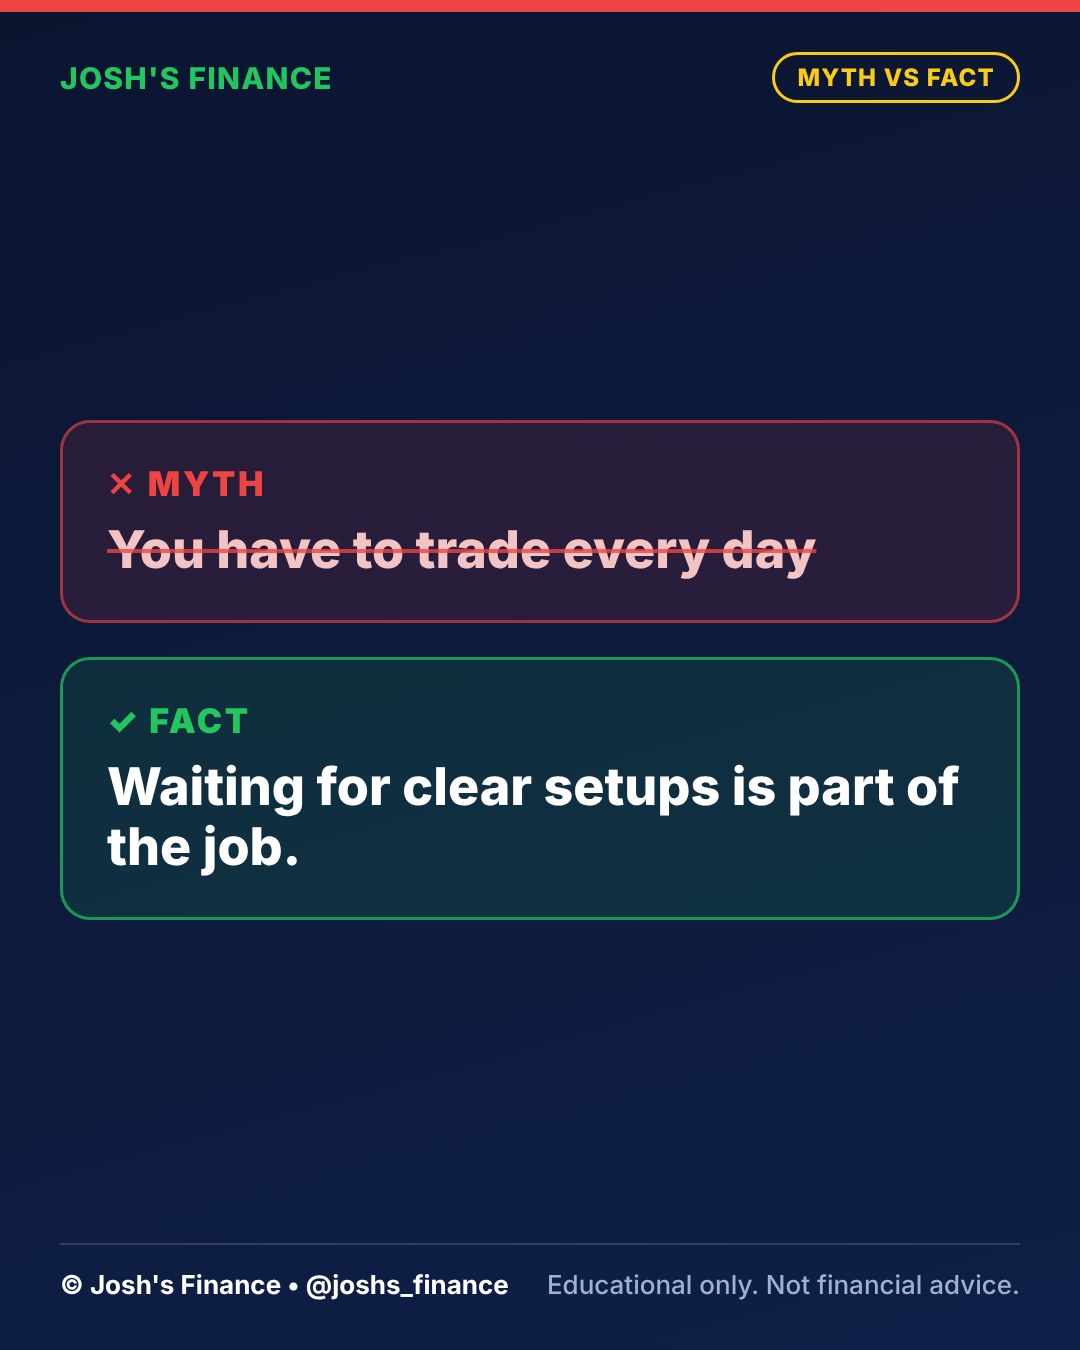 JOSH'S FINANCE
MYTH VS FACT
✕ MYTH
You have to trade every day
✓ FACT
Waiting for clear setups is part of
the job.
© Josh's Finance • @joshs_finance
Educational only. Not financial advice.